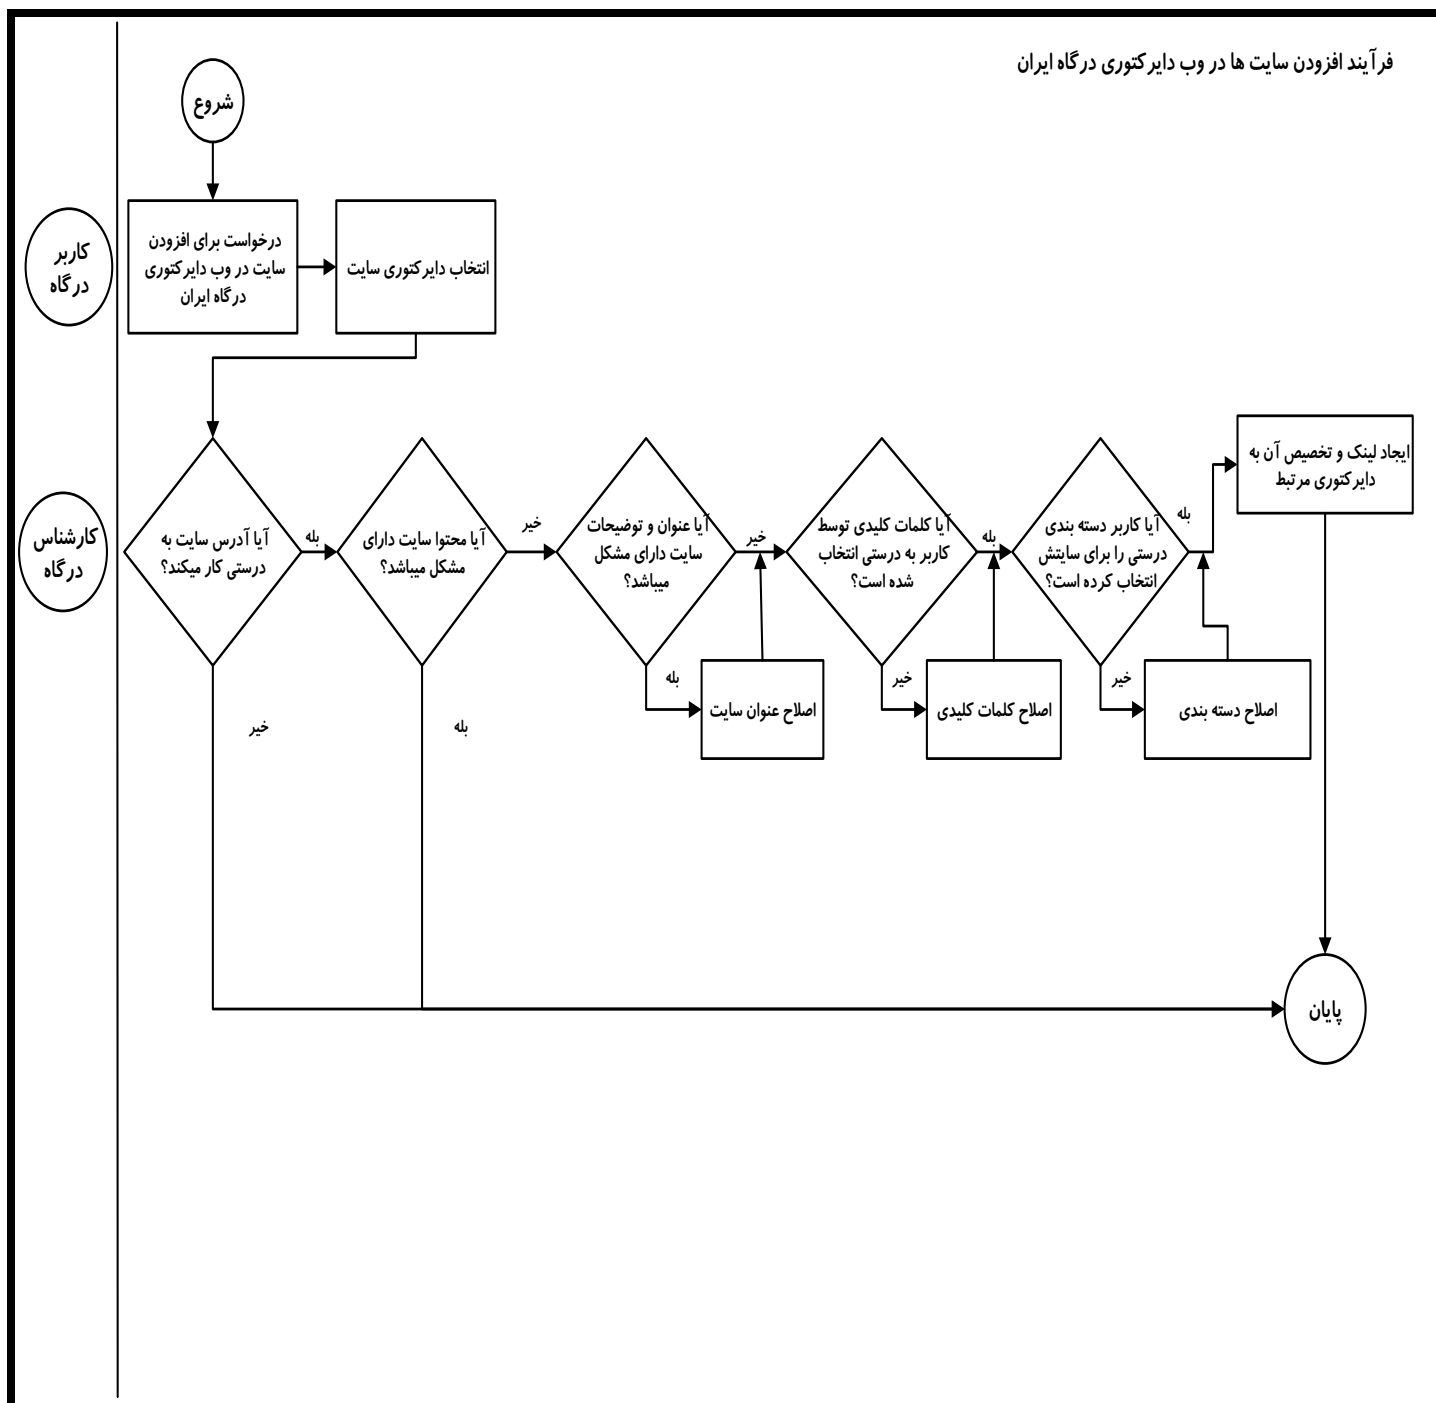 فرآیند افزودن سایت ها در وب دایرکتوری درگاه ایران
شروع
کاربر
درگاه
درخواست برای افزودن
سایت در وب دایرکتوری
درگاه ایران
انتخاب دایرکتوری سایت
کارشناس
درگاه
آیا آدرس سایت به
درستی کار میکند؟
بله
خیر
آیا محتوا سایت دارای
مشکل میباشد؟
خیر
بله
آیا عنوان و توضیحات
سایت دارای مشکل
میباشد؟
خیر
بله
اصلاح عنوان سایت
آیا کلمات کلیدی توسط
کاربر به درستی انتخاب
شده است؟
بله
خیر
اصلاح کلمات کلیدی
آیا کاربر دسته بندی
درستی را برای سایتش
انتخاب کرده است؟
بله
خیر
اصلاح دسته بندی
ایجاد لینک و تخصیص آن به
دایرکتوری مرتبط
پایان